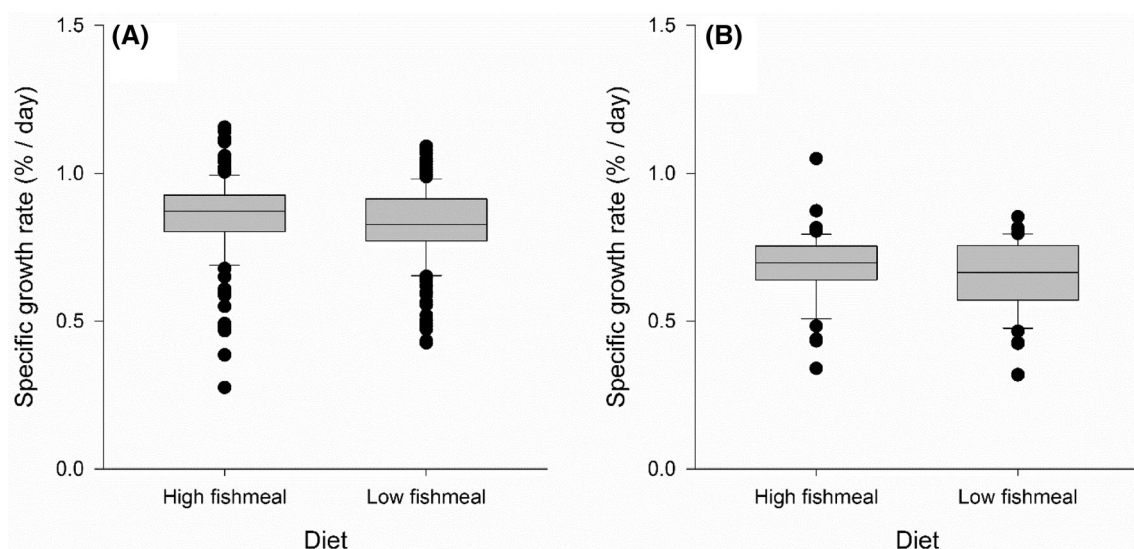 (A)
Specific growth rate (% / day)
1.5
1.0
0.5
0.0
High fishmeal
Low fishmeal
Diet
(B)
Specific growth rate (% / day)
1.5
1.0
0.5
0.0
High fishmeal
Low fishmeal
Diet